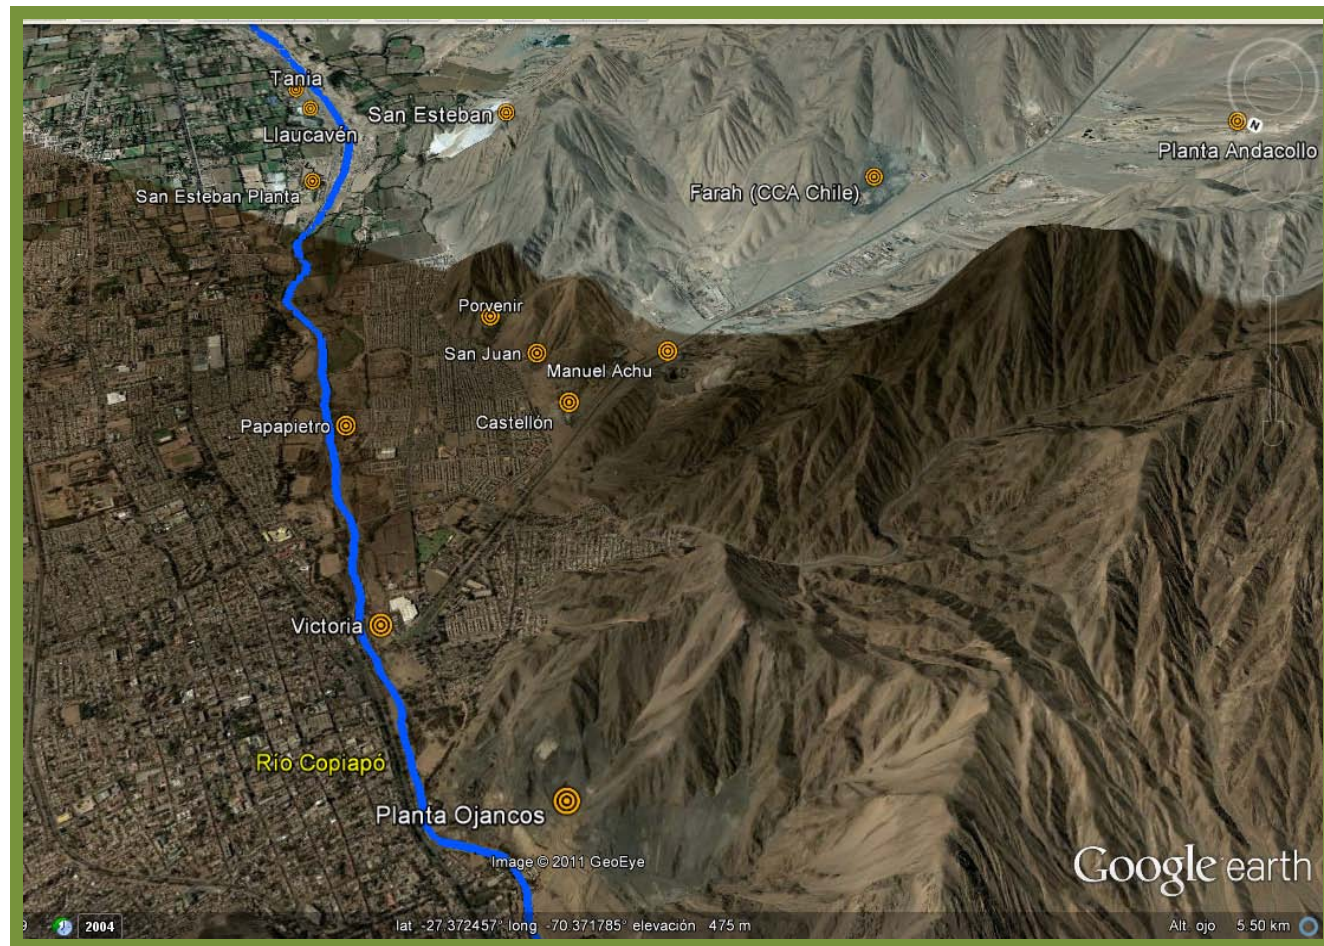 Tania
San Esteban
Llaucavén
Planta Andacollo
N
San Esteban Planta
Farah (CCA Chile)
Porvenir
San Juan
Manuel Achu
Castellón
Papapietro
Victoria
Río Copiapó
Planta Ojancos
Image © 2011 GeoEye
Google earth
9
2004
lat -27.372457° long -70.371785° elevación 475 m
Alt. ojo 5.50 km